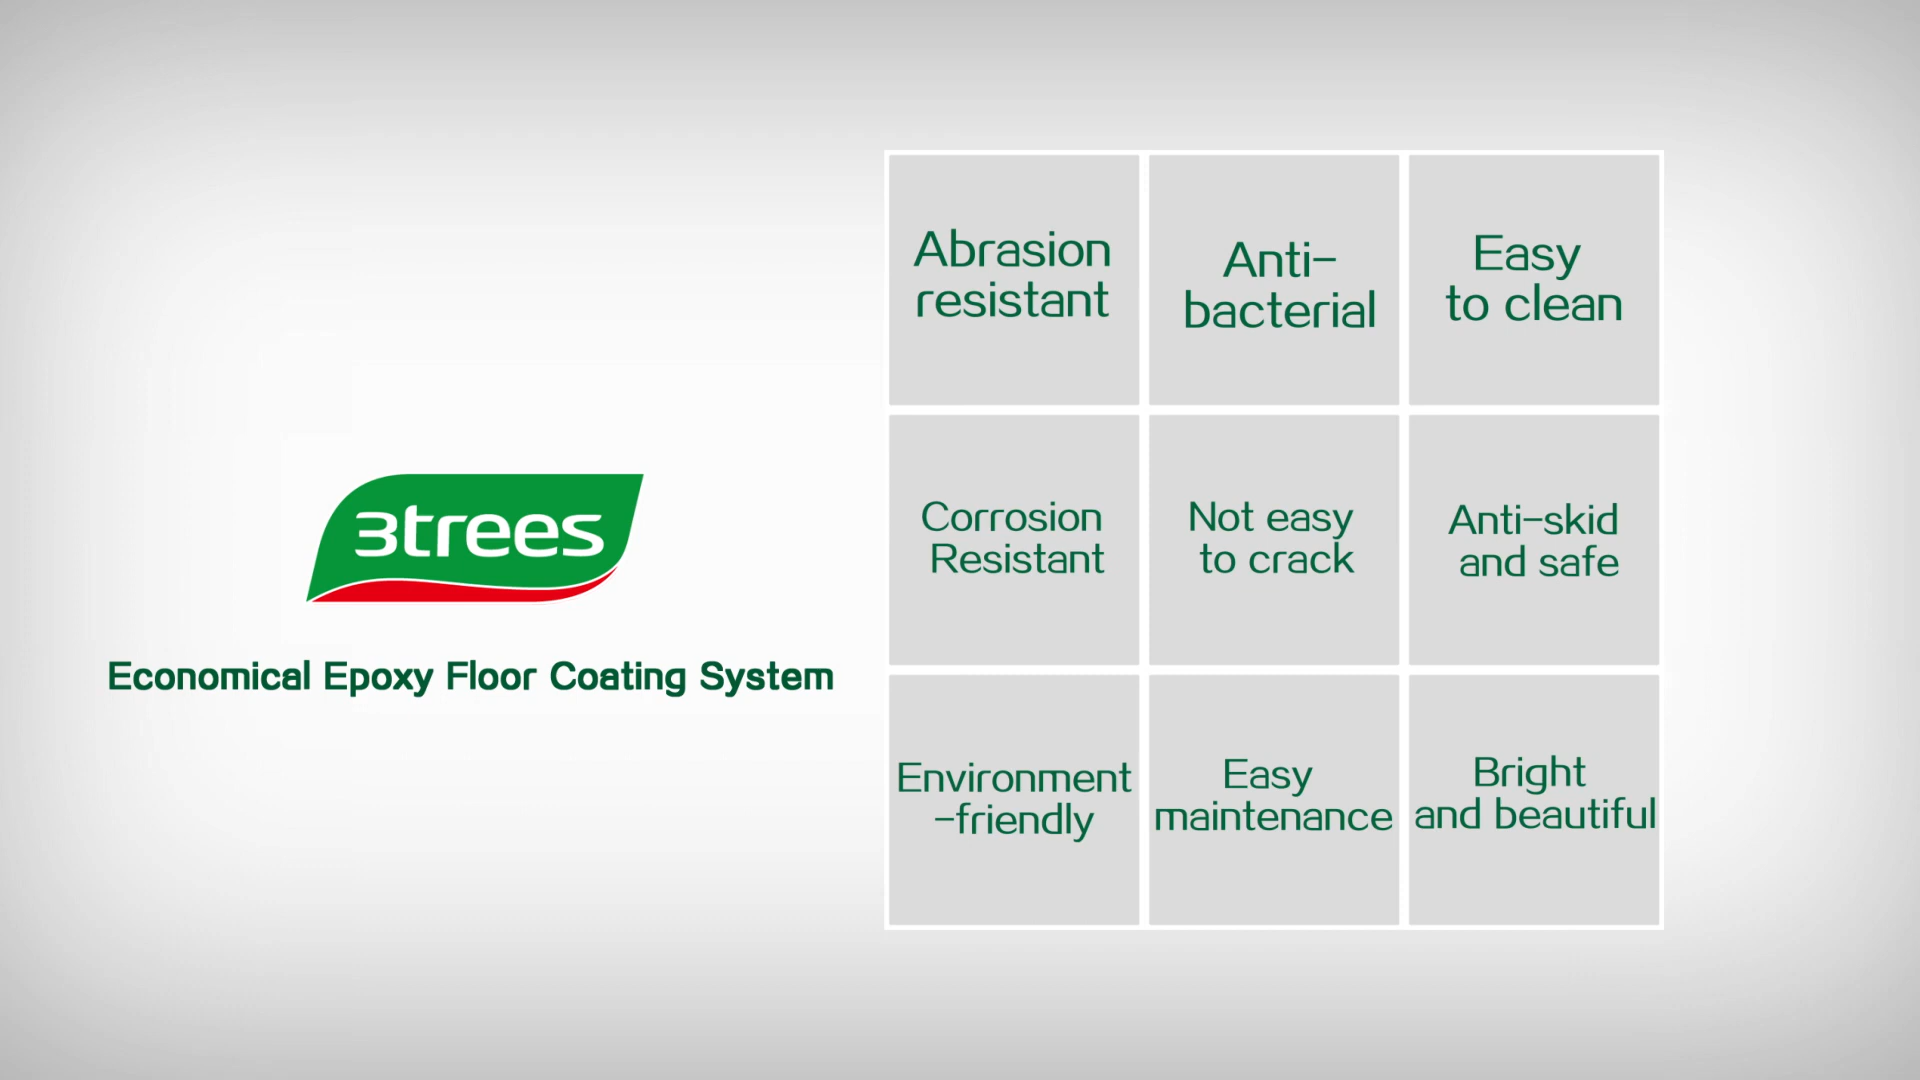 3trees
Economical Epoxy Floor Coating System
Abrasion
resistant
Anti-
bacterial
Easy
to clean
Corrosion
Resistant
Not easy
to crack
Anti-skid
and safe
Environment
-friendly
Easy
maintenance
Bright
and beautiful